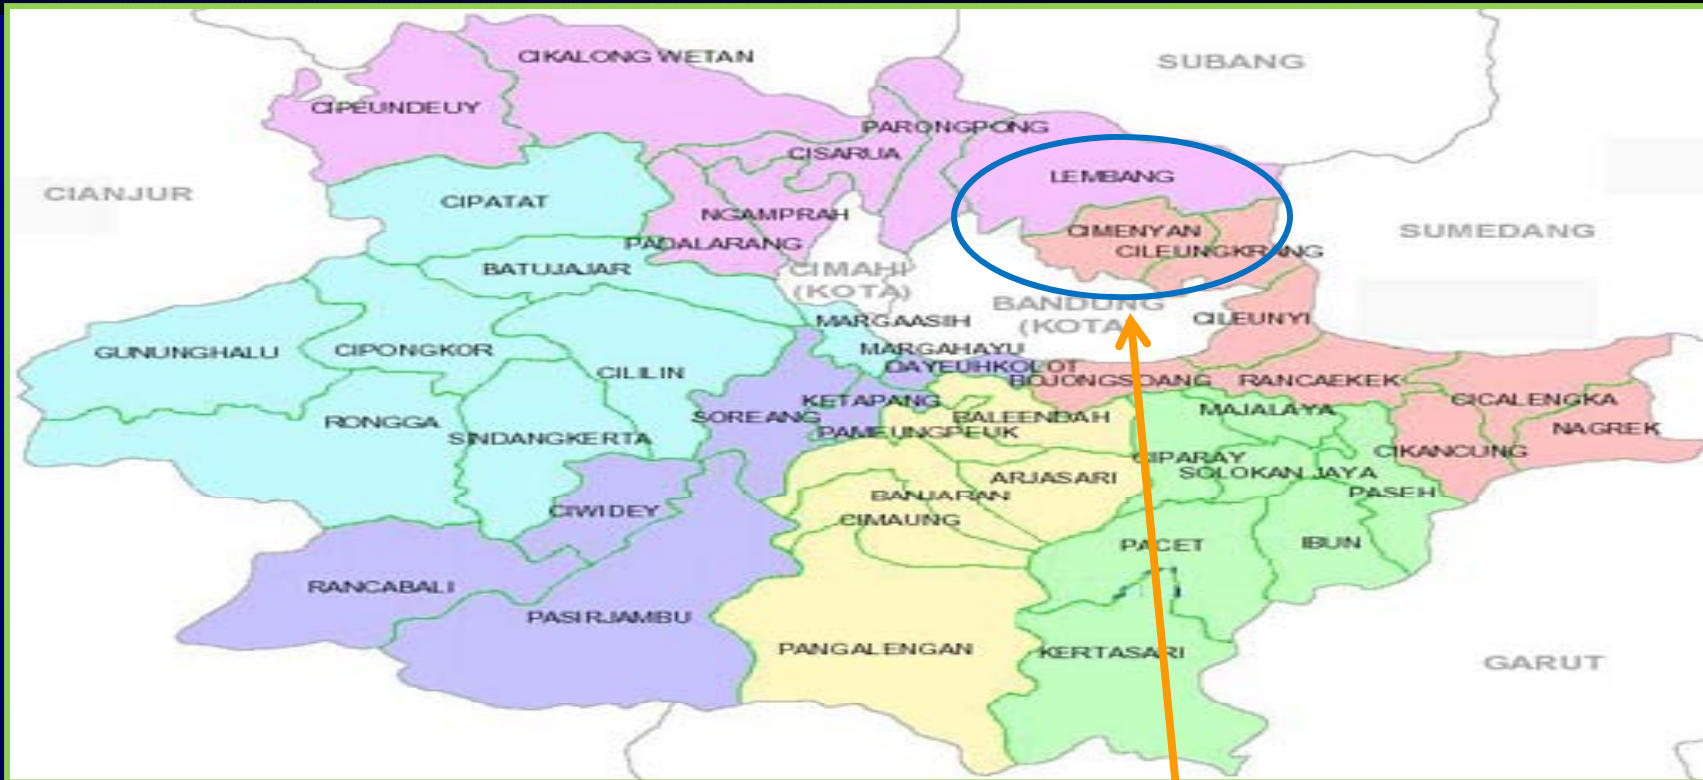 CIKALONG WETAN
SUBANG
CIPEUNDEUY
PARONGPONG
CISARUA
LEMBANG
CIANJUR
CIPATAT
NGAMPRAH
CIMENYAN
SUMEDANG
PADALARANG
CILEUNGKRANG
BATUJAJAR
CIMAHI
(KOTA)
BANDUNG
(KOTA
MARGAASIH
CILEUNYI
GUNUNGHALU
CIPONGKOR
MARGAHAYU
DAYEUHKOLOT
CILILIN
BOJONGSOANG
RANCAEKEK
KETAPANG
CICALENGKA
SOREANG
BALEENDAH
MAJALAYA
RONGGA
PAMEUNGPEUK
NAGREK
SINDANGKERTA
CIKANCUNG
CIPARAY
SOLOKAN JAYA
ARJASARI
PASEH
BANJARAN
CIWIDEY
CIMAUNG
PACET
IBUN
RANCABALI
PASIRJAMBU
PANGALENGAN
KERTASARI
GARUT